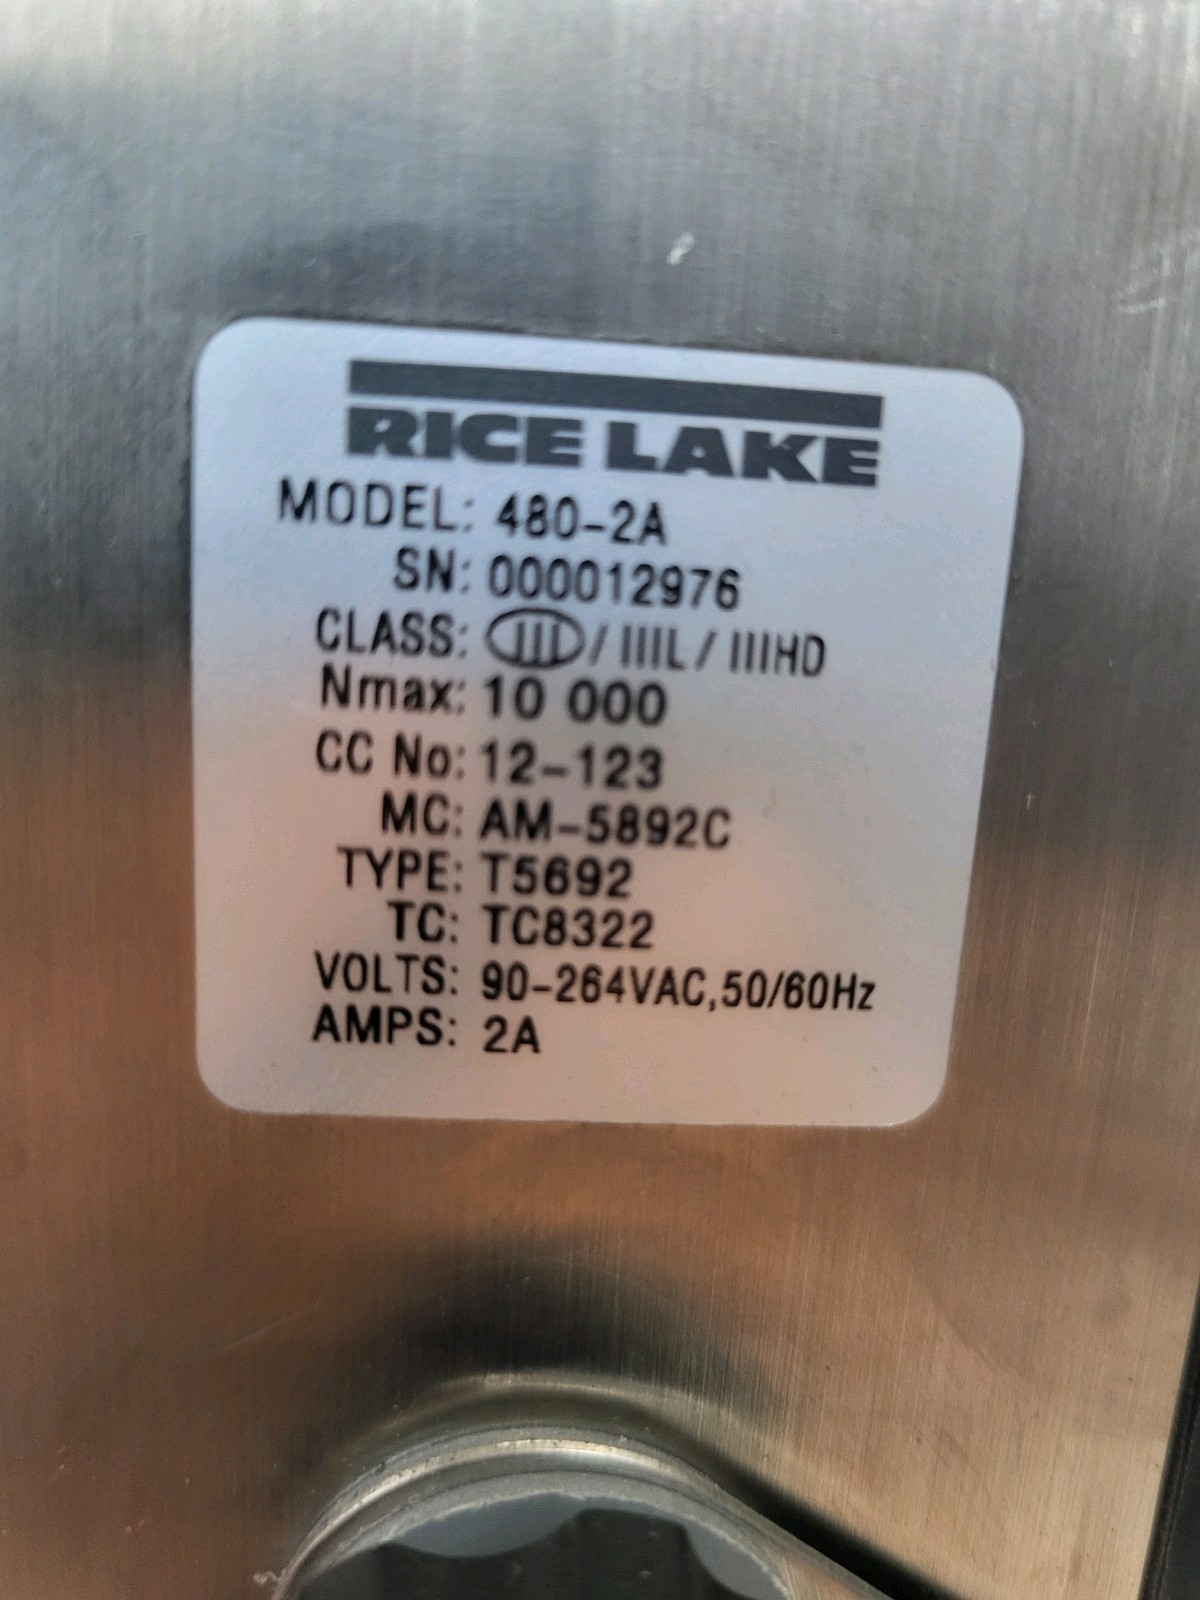 RICE LAKE
MODEL: 480-2A
SN: 000012976
CLASS: III / IIIL / IIIHD
Nmax: 10 000
CC No: 12-123
MC: AM-5892C
TYPE: T5692
TC: TC8322
VOLTS: 90-264VAC,50/60Hz
AMPS: 2A